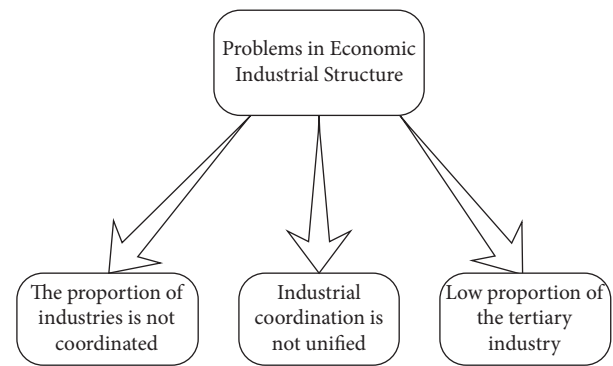 Problems in Economic
Industrial Structure
The proportion of
industries is not
coordinated
Industrial
coordination is
not unified
Low proportion of
the tertiary
industry